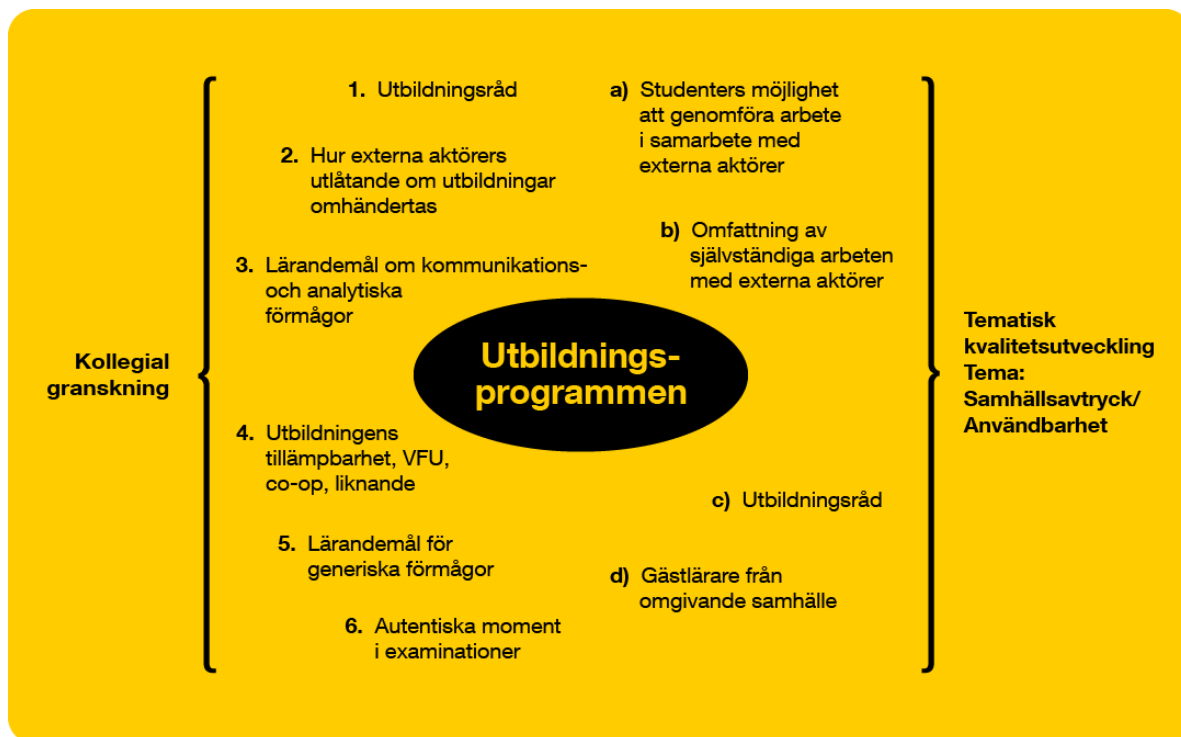 Kollegial
granskning
1. Utbildningsråd
2. Hur externa aktörers
utlåtande om utbildningar
omhändertas
3. Lärandemål om kommunikations-
och analytiska
förmågor
4. Utbildningens
tillämpbarhet, VFU,
co-op, liknande
5. Lärandemål för
generiska förmågor
6. Autentiska moment
i examinationer
Utbildnings-
programmen
a) Studenters möjlighet
att genomföra arbete
i samarbete med
externa aktörer
b) Omfattning av
självständiga arbeten
med externa aktörer
c) Utbildningsråd
d) Gästlärare från
omgivande samhälle
Tematisk
kvalitetsutveckling
Tema:
Samhällsavtryck/
Användbarhet